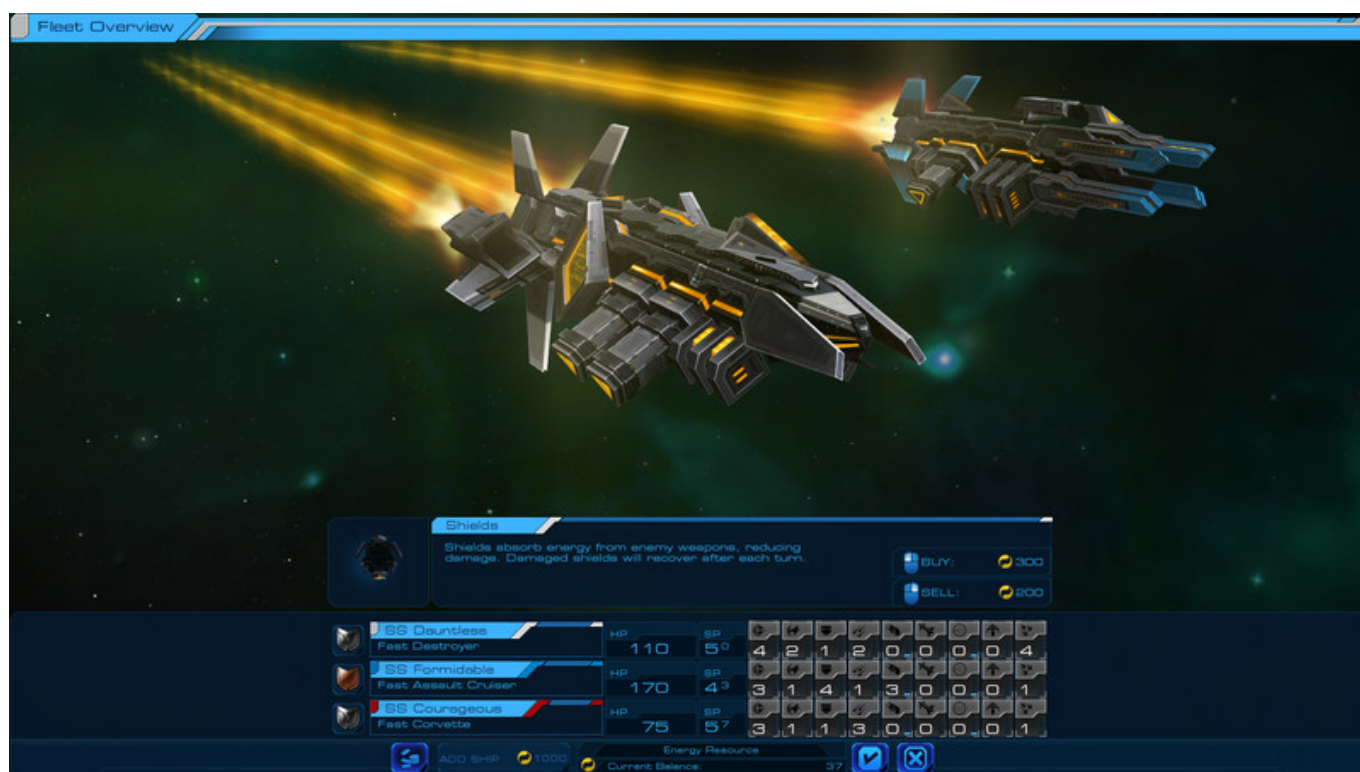 Fleet Overview
Shields
Shields absorb energy from enemy weapons, reducing
damage. Damaged shields will recover after each turn.
BUY: 300
SELL: 200
SS Dauntless
Fast Destroyer
HP 110 SP 5 0 4 2 1 2 0 0 0 0 4
SS Formidable
Fast Assault Cruiser
HP 170 SP 4 3 3 1 4 1 3 0 0 0 1
SS Courageous
Fast Corvette
HP 75 SP 5 7 3 1 1 3 0 0 0 0 1
ADD SHIP 1000
Energy Resource
Current Balance: 37